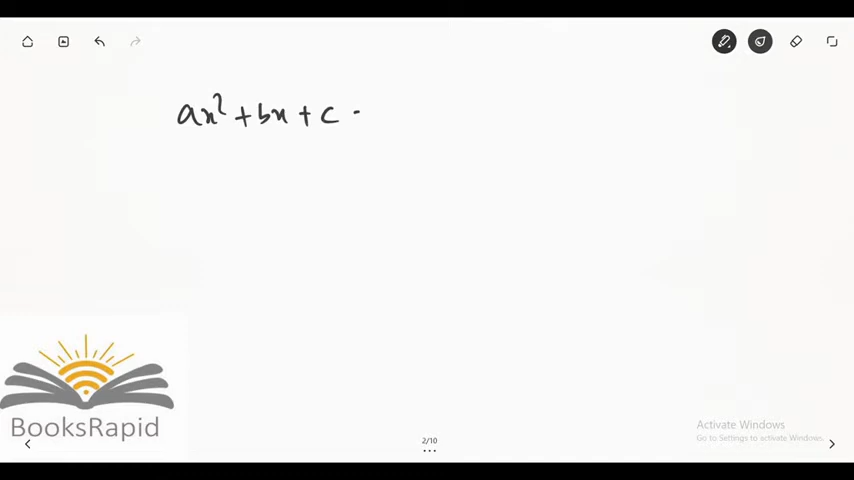 ax² + bx + c -
BooksRapid
2/10
Activate Windows
Go to Settings to activate Windows.